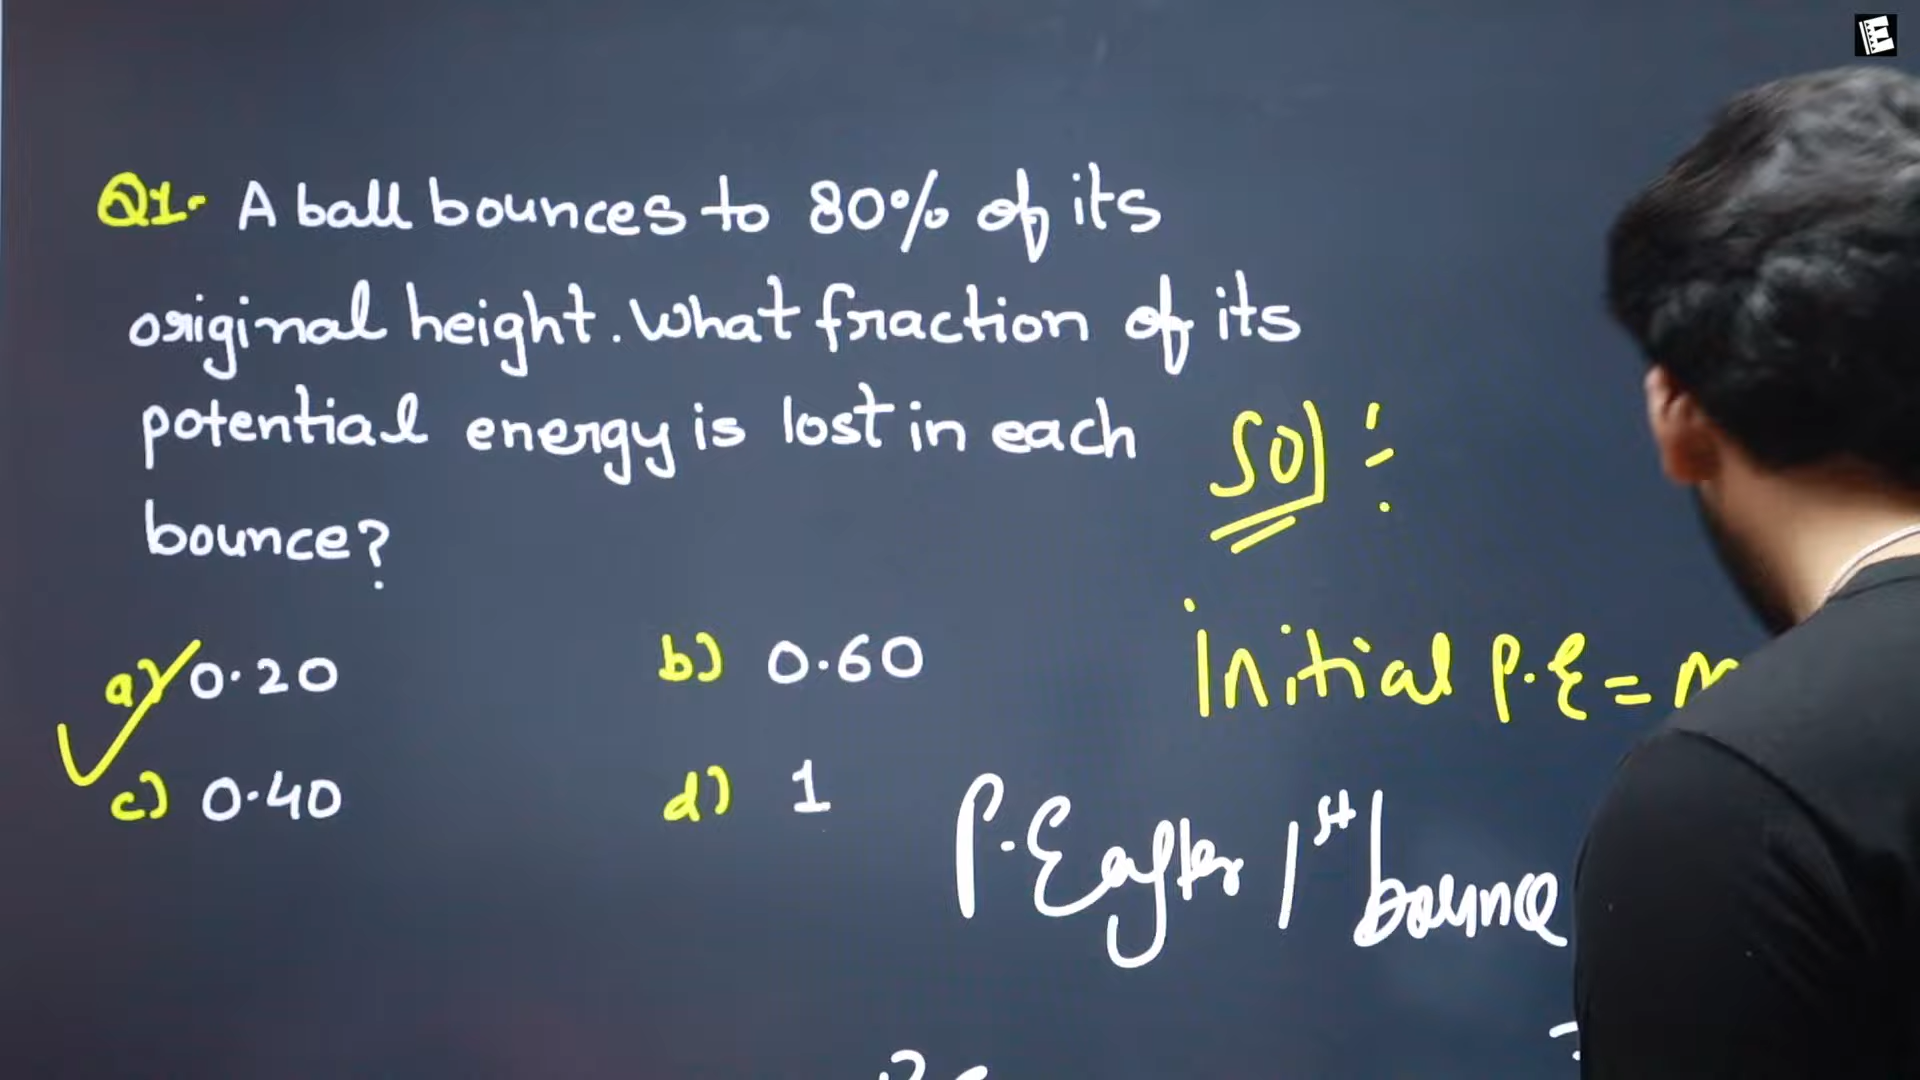 Q1. A ball bounces to 80% of its
original height. What fraction of its
potential energy is lost in each
bounce?
Sol:
a) 0.20
b) 0.60
c) 0.40
d) 1
Initial P.E =
P.E after 1st bounce